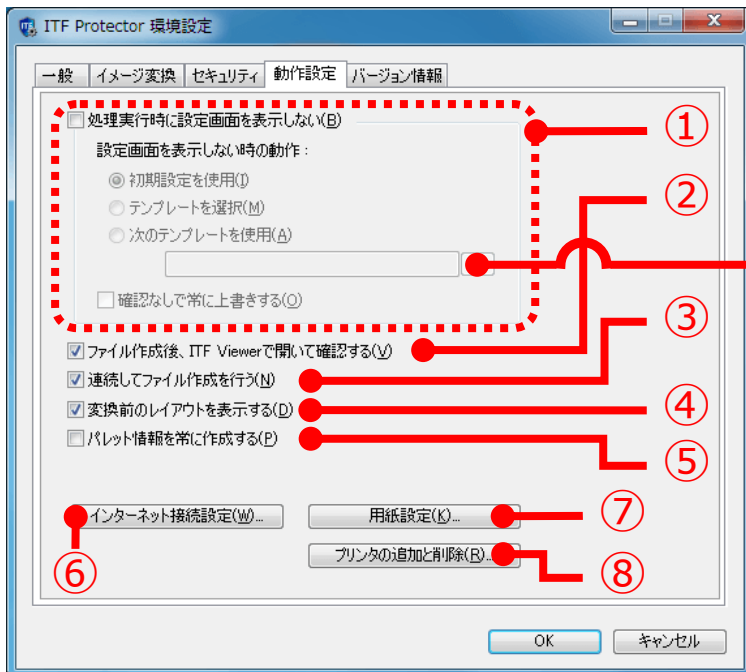 ITF Protector 環境設定
一般 イメージ変換 セキュリティ 動作設定 バージョン情報
処理実行時に設定画面を表示しない(B)
①
設定画面を表示しない時の動作：
初期設定を使用(I)
②
テンプレートを選択(M)
次のテンプレートを使用(A)
確認なしで常に上書きする(O)
③
ファイル作成後、ITF Viewerで開いて確認する(V)
連続してファイル作成を行う(N)
変換前のレイアウトを表示する(D)
④
パレット情報を常に作成する(P)
⑤
インターネット接続設定(W)...
用紙設定(K)...
⑦
⑥
プリンタの追加と削除(R)...
⑧
OK
キャンセル